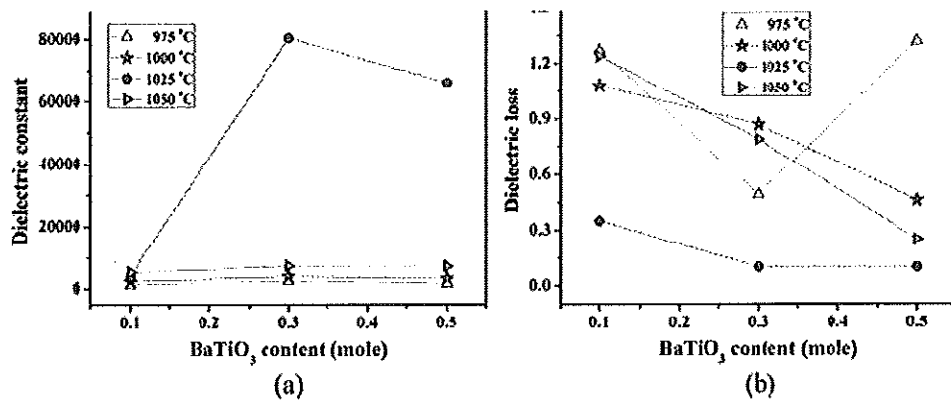 975 °C
1000 °C
1025 °C
1050 °C
Dielectric constant
80000
60000
40000
20000
0
0.1 0.2 0.3 0.4 0.5
BaTiO3 content (mole)
(a)
975 °C
1000 °C
1025 °C
1050 °C
Dielectric loss
1.2
0.9
0.6
0.3
0.0
0.1 0.2 0.3 0.4 0.5
BaTiO3 content (mole)
(b)